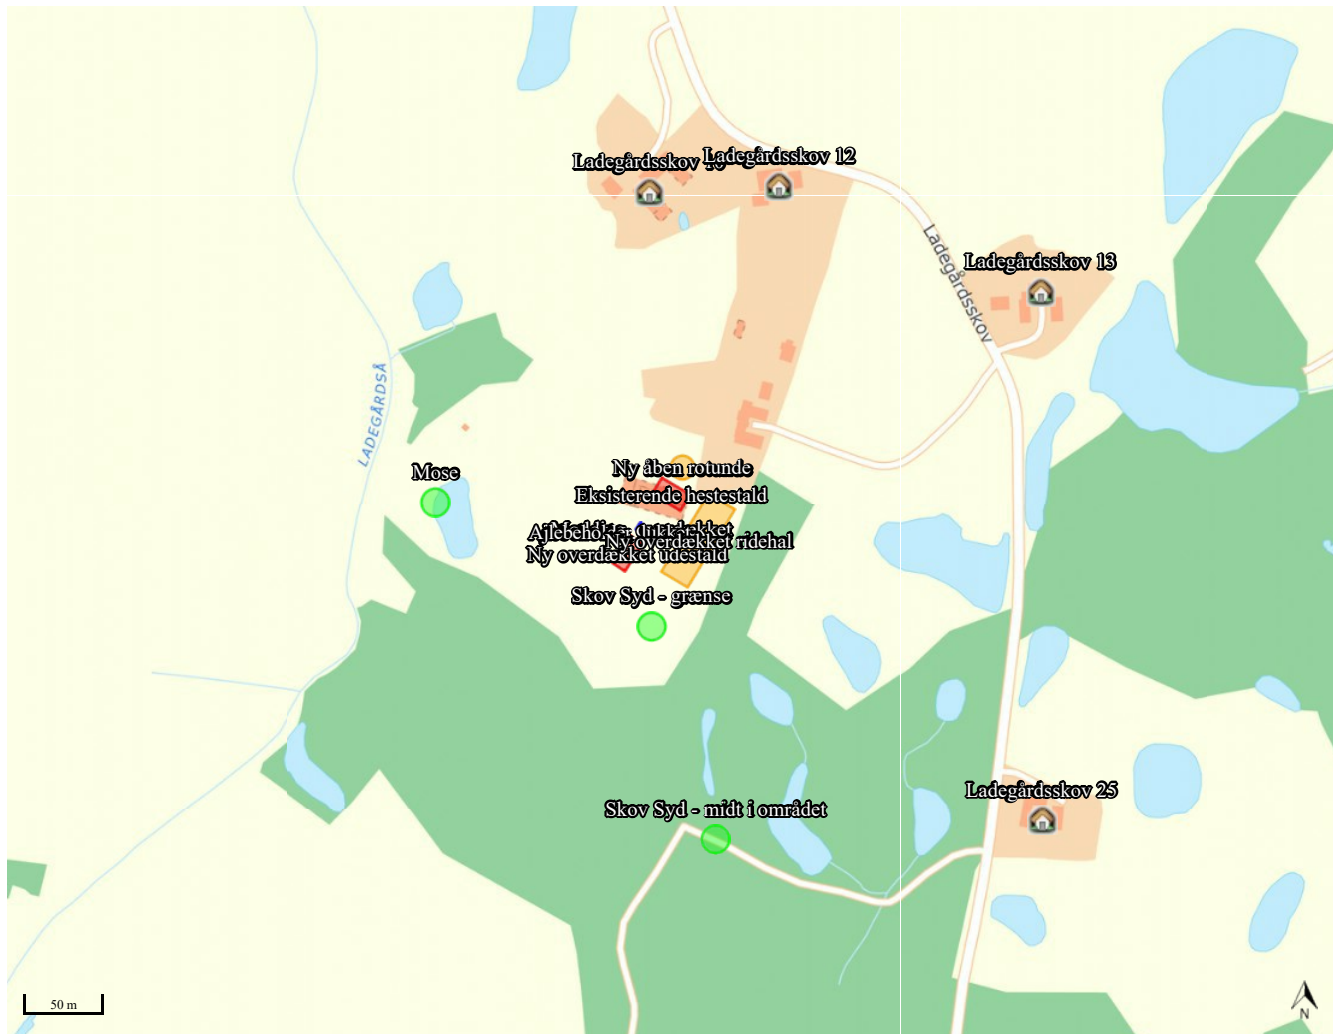 Ladegårdsskov
Ladegårdsskov 12
Ladegårdsskov
Ladegårdsskov 13
LADEGÅRDSÅ
Mose
Ny åben rotunde
Eksisterende hestestald
Ny overdækket ridehal
Ny overdækket udestald
Skov Syd - grænse
Ladegårdsskov 25
Skov Syd - midt i området
50 m
N